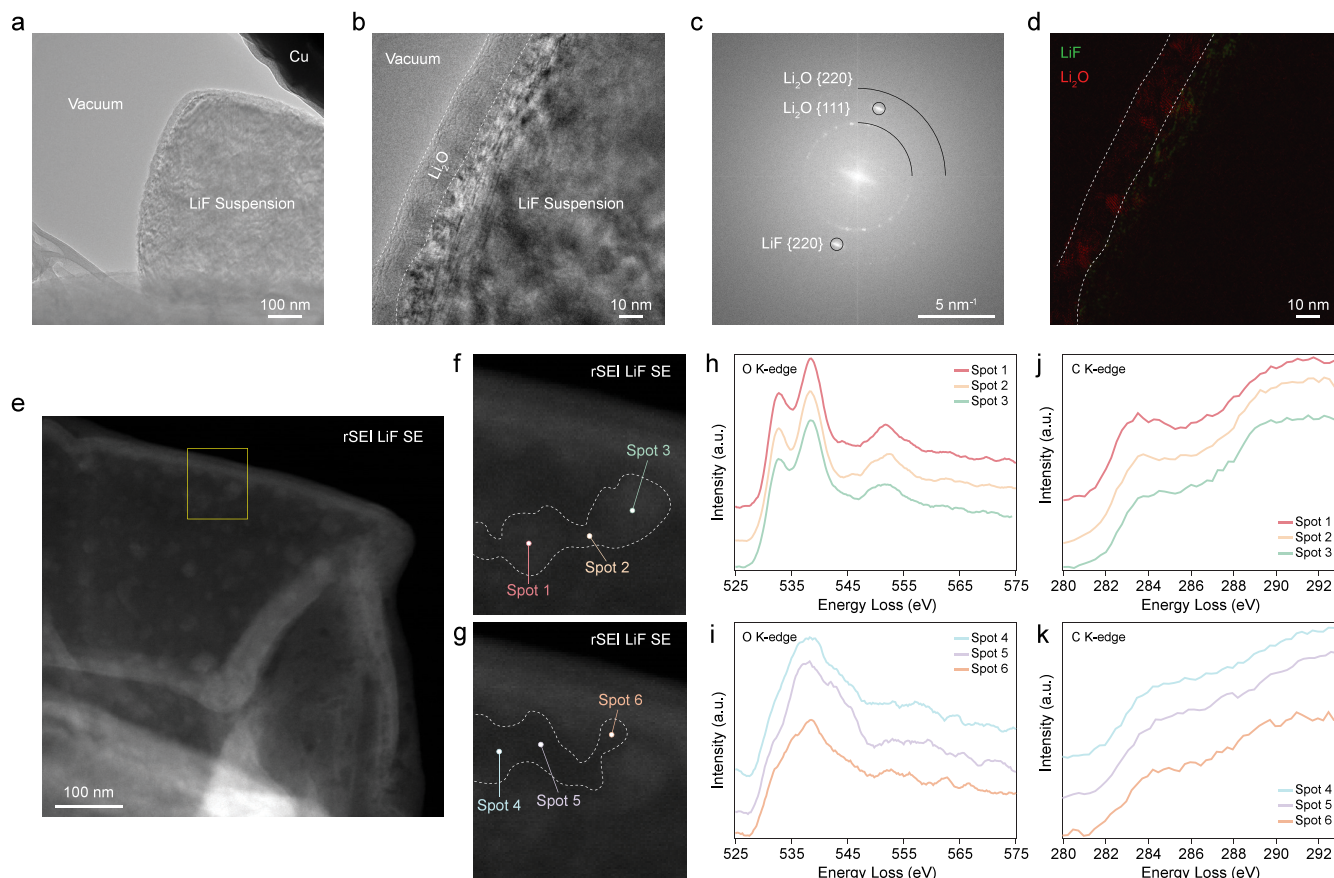 a
Cu
Vacuum
LiF Suspension
100 nm
b
Vacuum
Li₂O
LiF Suspension
10 nm
c
Li₂O {220}
Li₂O {111}
LiF {220}
5 nm⁻¹
d
LiF
Li₂O
10 nm
e
rSEI LiF SE
100 nm
f
rSEI LiF SE
Spot 3
Spot 2
Spot 1
g
rSEI LiF SE
Spot 6
Spot 4
Spot 5
h
O K-edge
Spot 1
Spot 2
Spot 3
Intensity (a.u.)
525 535 545 555 565 575
Energy Loss (eV)
j
C K-edge
Spot 1
Spot 2
Spot 3
Intensity (a.u.)
280 282 284 286 288 290 292
Energy Loss (eV)
i
O K-edge
Spot 4
Spot 5
Spot 6
Intensity (a.u.)
525 535 545 555 565 575
Energy Loss (eV)
k
C K-edge
Spot 4
Spot 5
Spot 6
Intensity (a.u.)
280 282 284 286 288 290 292
Energy Loss (eV)